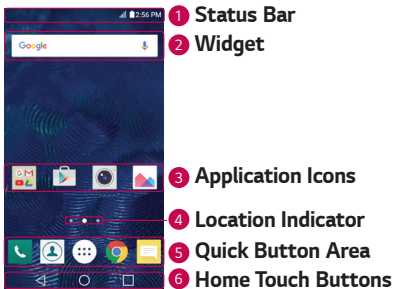 2:56 PM
1 Status Bar
Google
2 Widget
3 Application Icons
4 Location Indicator
5 Quick Button Area
6 Home Touch Buttons